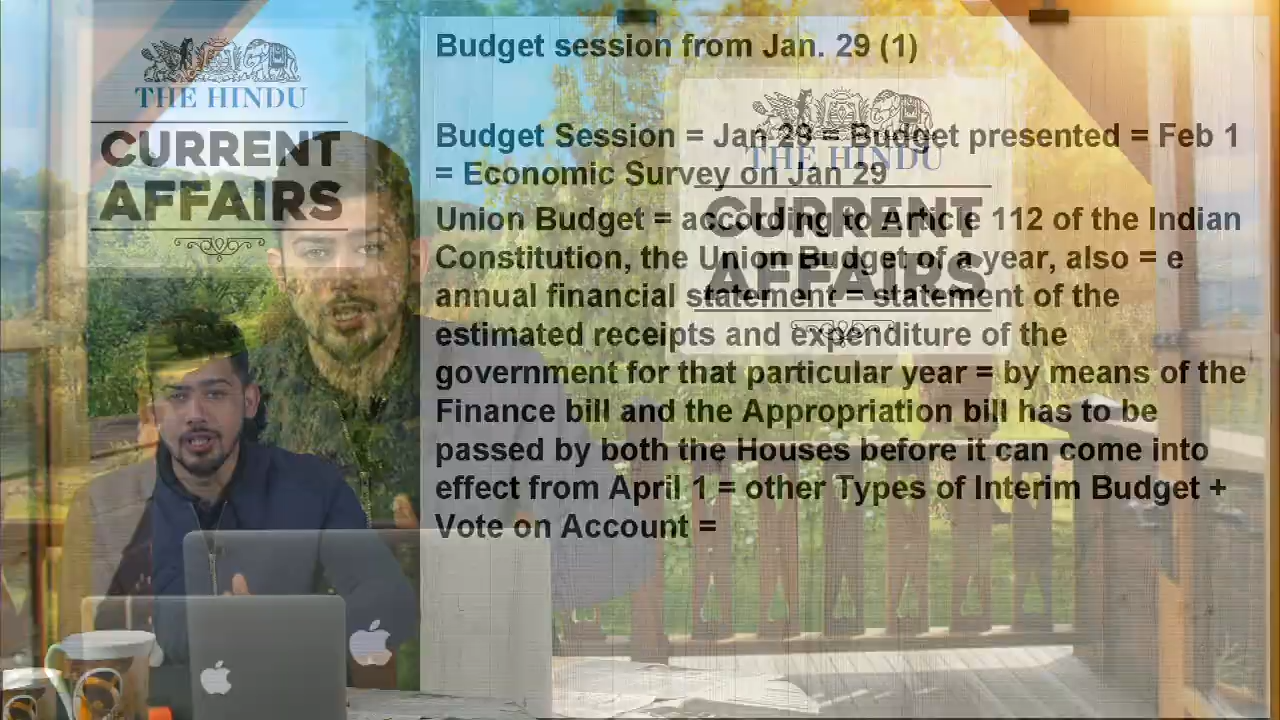 THE HINDU
CURRENT
AFFAIRS
Budget session from Jan. 29 (1)
Budget Session = Jan 29 = Budget presented = Feb 1
= Economic Survey on Jan 29
Union Budget = according to Article 112 of the Indian
Constitution, the Union Budget of a year, also = e
annual financial statement = statement of the
estimated receipts and expenditure of the
government for that particular year = by means of the
Finance bill and the Appropriation bill has to be
passed by both the Houses before it can come into
effect from April 1 = other Types of Interim Budget +
Vote on Account =
THE HINDU
CURRENT
AFFAIRS